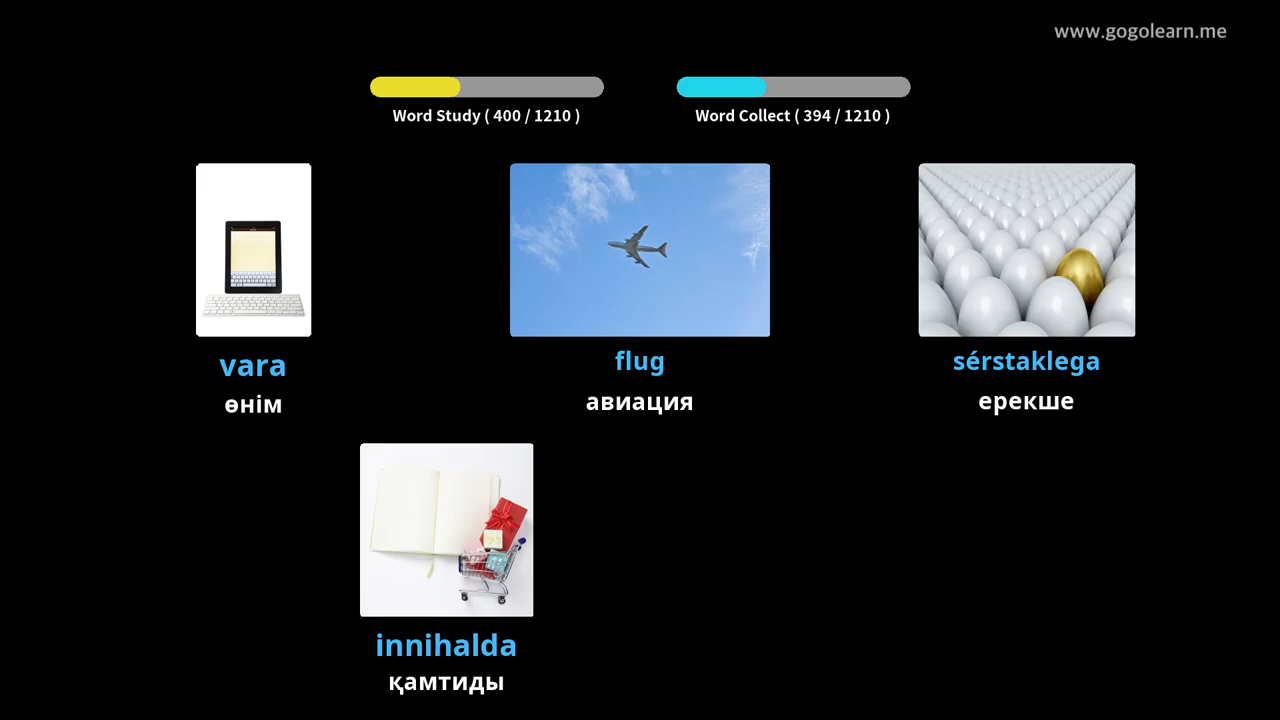 www.gogolearn.me
Word Study ( 400 / 1210 )
Word Collect ( 394 / 1210 )
vara
өнім
flug
авиация
sérstaklega
ерекше
innihalda
қамтиды